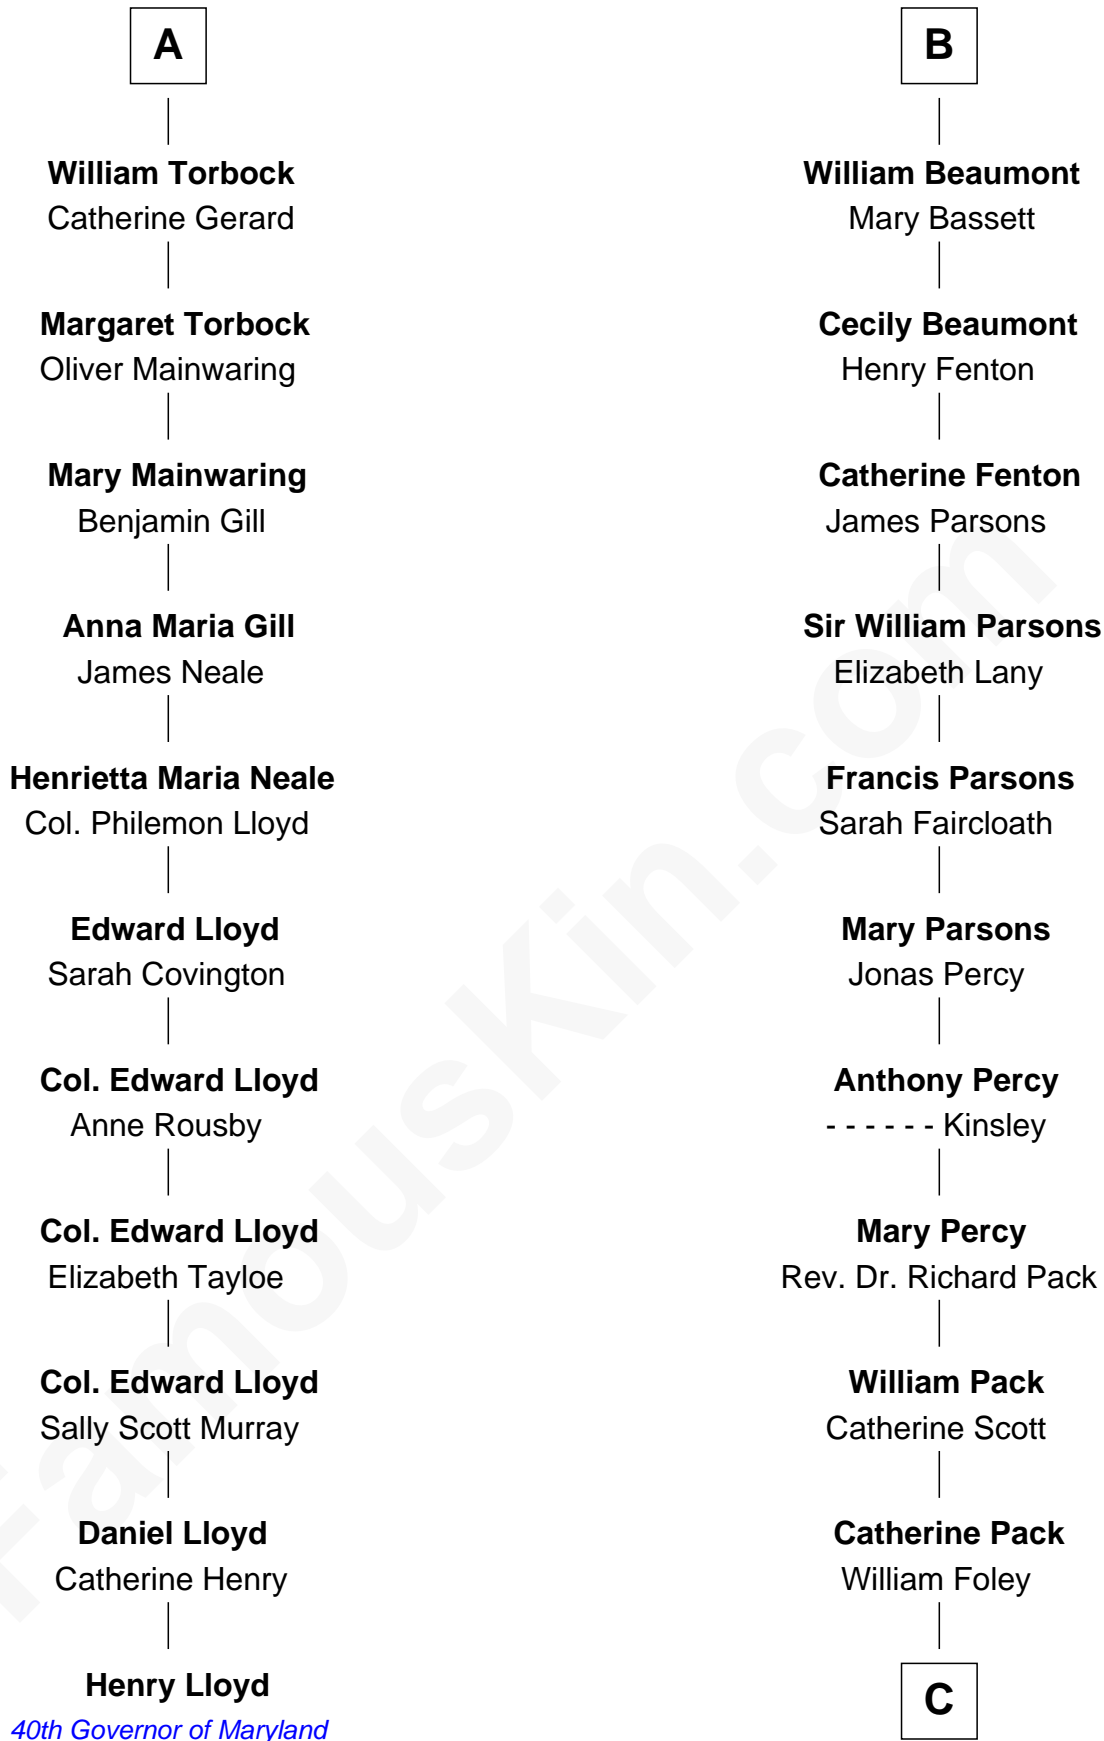 A
William Torbock
Catherine Gerard
Margaret Torbock
Oliver Mainwaring
Mary Mainwaring
Benjamin Gill
Anna Maria Gill
James Neale
Henrietta Maria Neale
Col. Philemon Lloyd
Edward Lloyd
Sarah Covington
Col. Edward Lloyd
Anne Rousby
Col. Edward Lloyd
Elizabeth Tayloe
Col. Edward Lloyd
Sally Scott Murray
Daniel Lloyd
Catherine Henry
Henry Lloyd
40th Governor of Maryland
B
William Beaumont
Mary Bassett
Cecily Beaumont
Henry Fenton
Catherine Fenton
James Parsons
Sir William Parsons
Elizabeth Lany
Francis Parsons
Sarah Faircloath
Mary Parsons
Jonas Percy
Anthony Percy
- - - - - - Kinsley
Mary Percy
Rev. Dr. Richard Pack
William Pack
Catherine Scott
Catherine Pack
William Foley
C
FamousKin.com